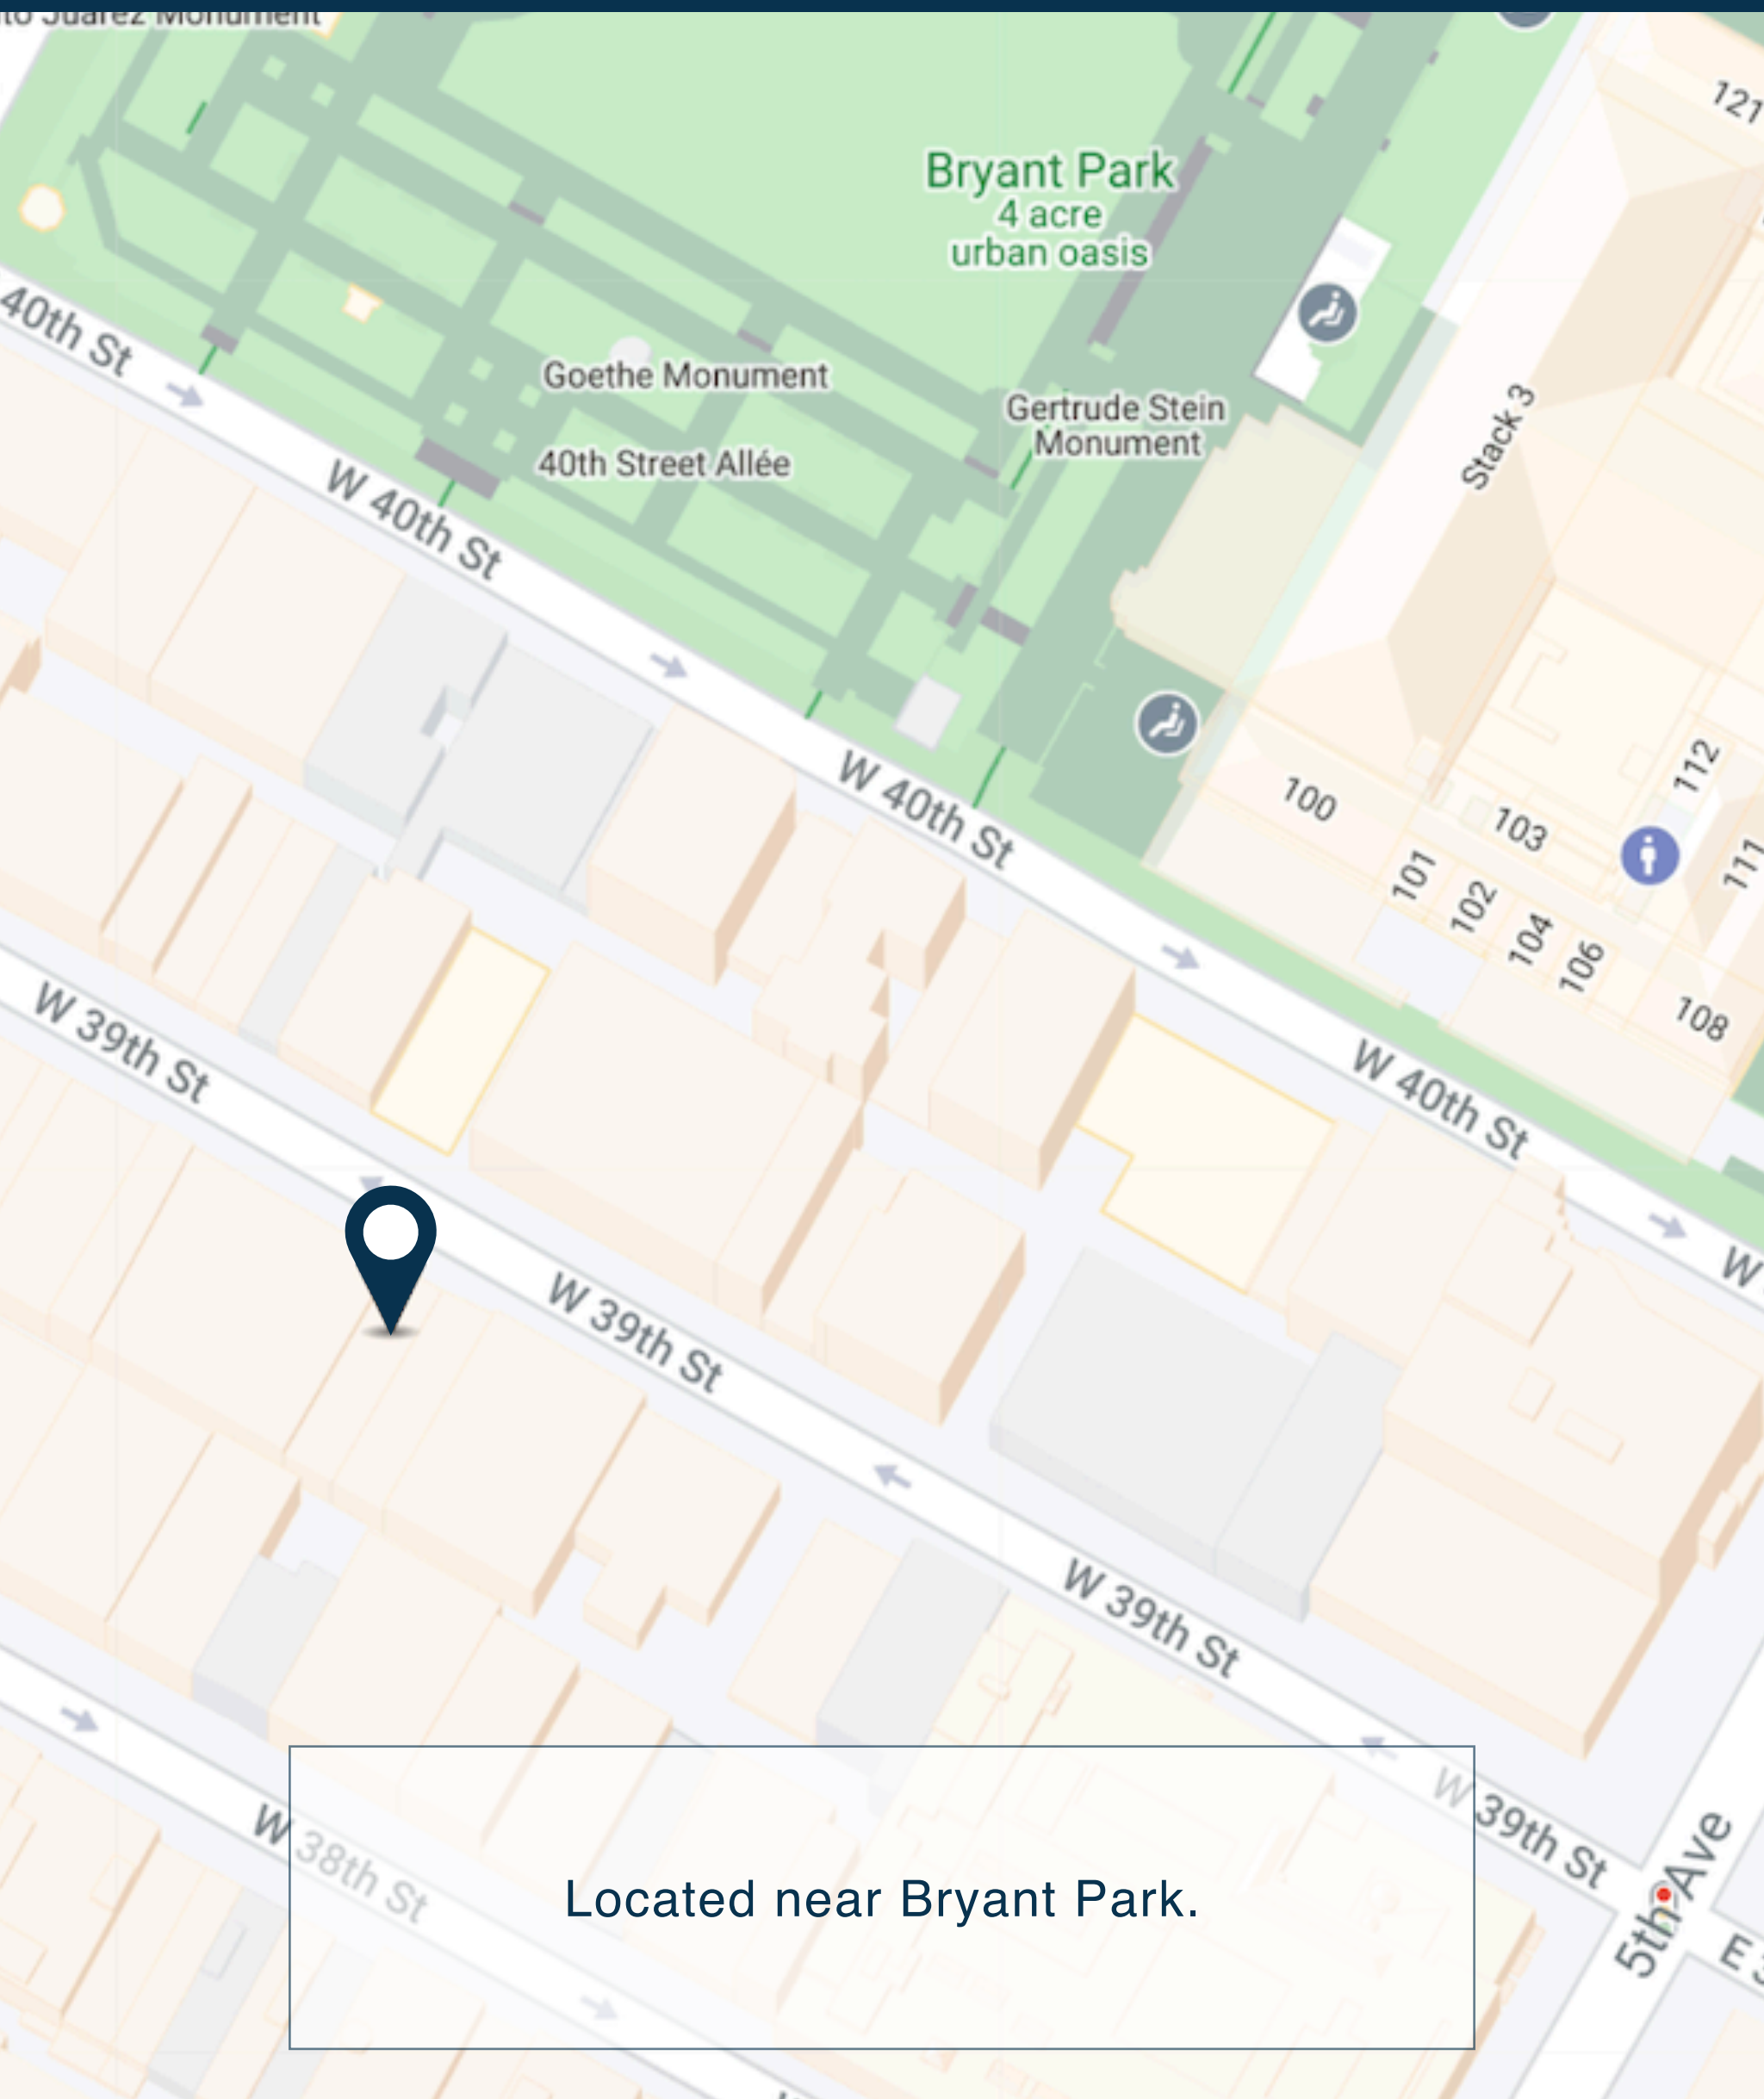 Juarez Monument
121
Bryant Park
4 acre
urban oasis
40th St
Goethe Monument
Gertrude Stein
Monument
Stack 3
40th Street Allée
W 40th St
W 40th St
100
103
112
101
102
104
106
111
108
W 39th St
W 40th St
W
W 39th St
W 39th St
W 39th St
W 38th St
Located near Bryant Park.
5th Ave
E